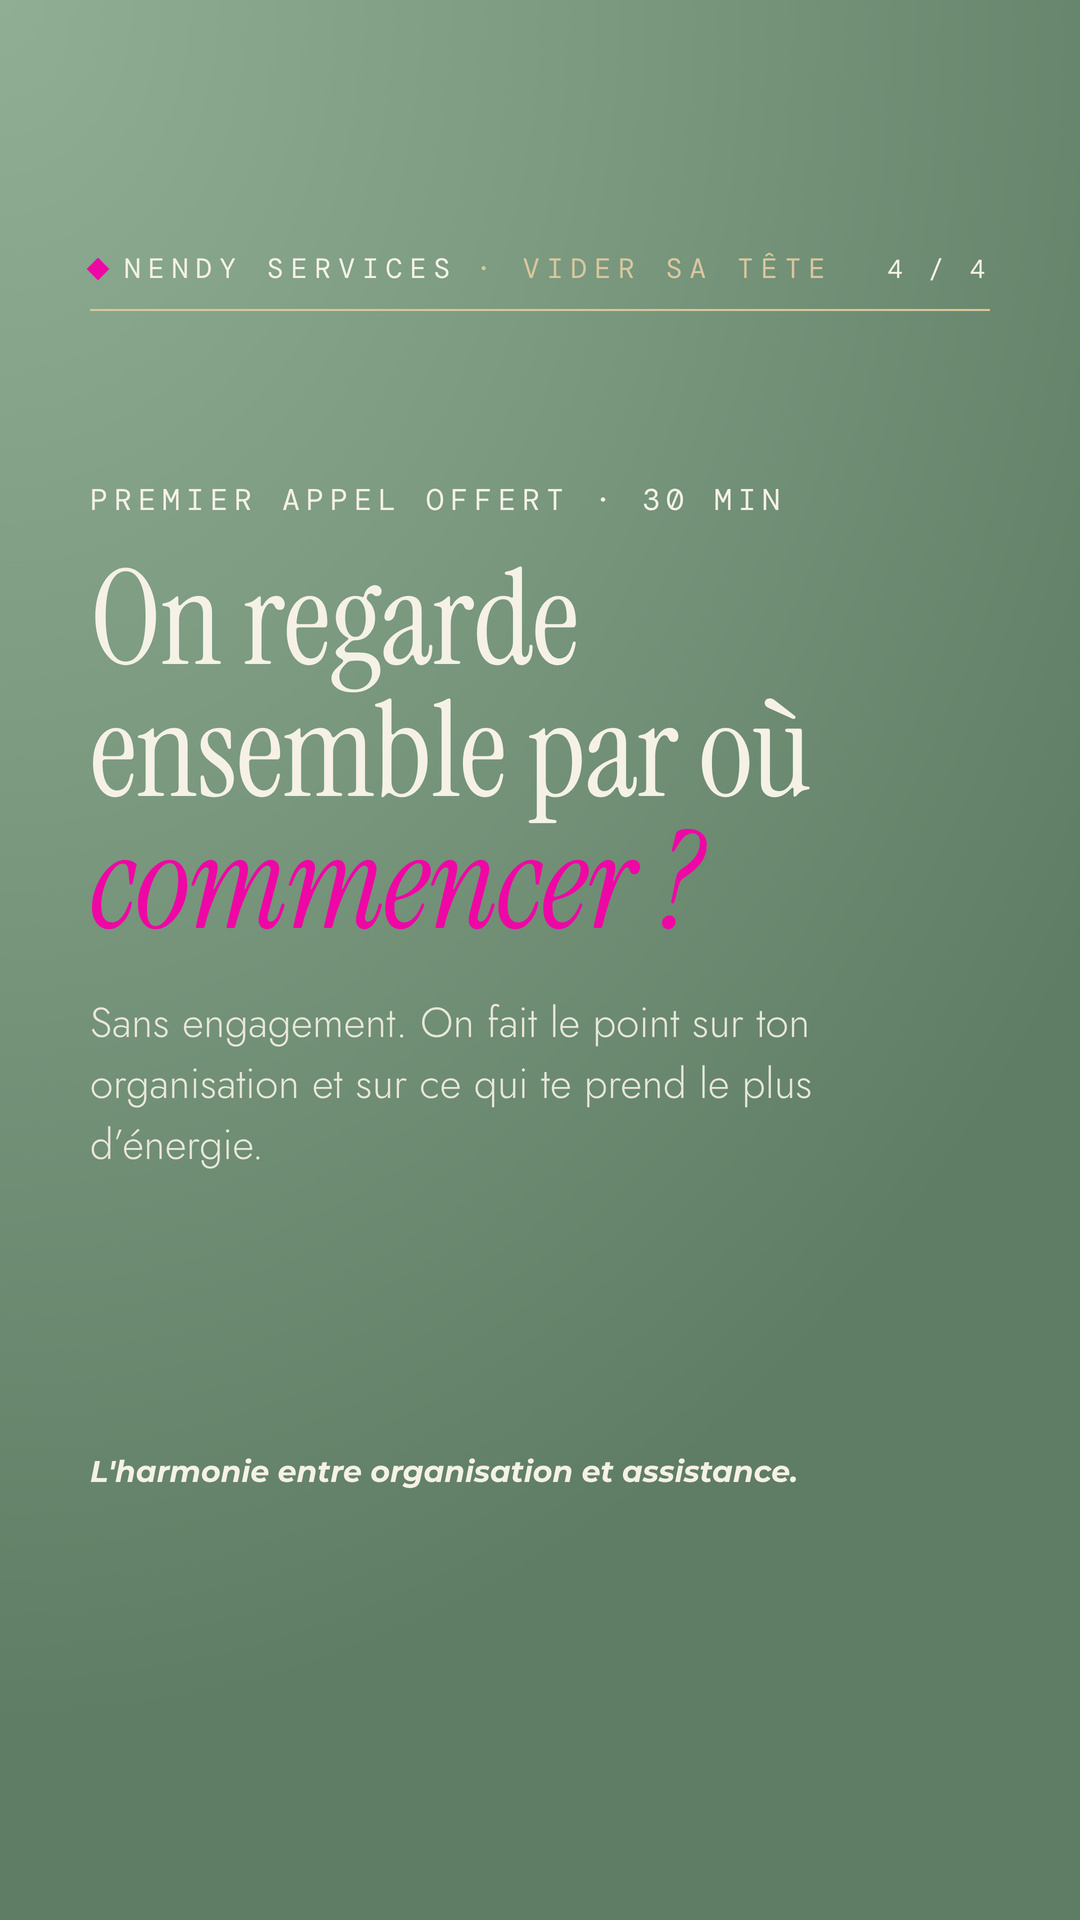 NENDY SERVICES · VIDER SA TÊTE 4 / 4
PREMIER APPEL OFFERT · 30 MIN
On regarde
ensemble par où
commencer ?
Sans engagement. On fait le point sur ton
organisation et sur ce qui te prend le plus
d’énergie.
L'harmonie entre organisation et assistance.